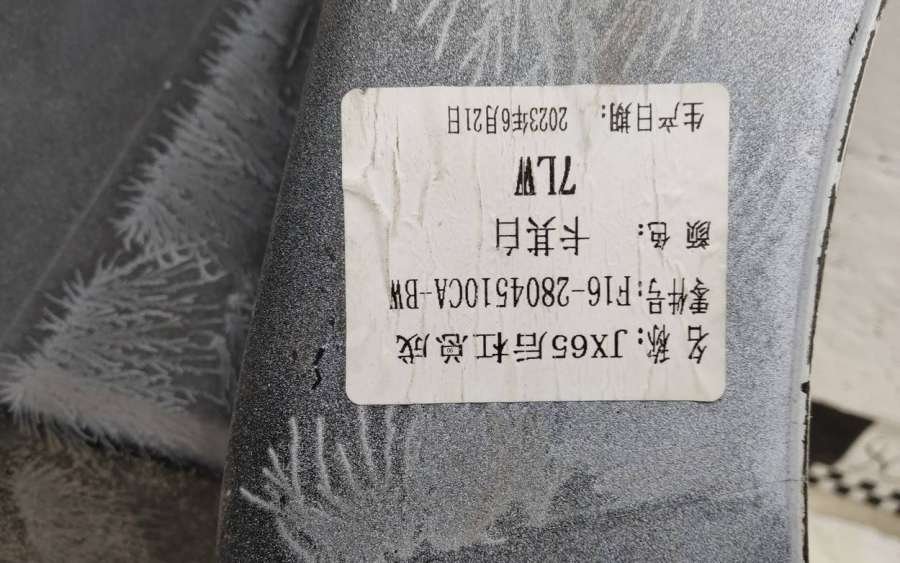 名 称：JX65后杠总成
零件号：F16-2804510CA-BW
颜 色： 卡其白
7LW
生产日期： 2023年6月21日